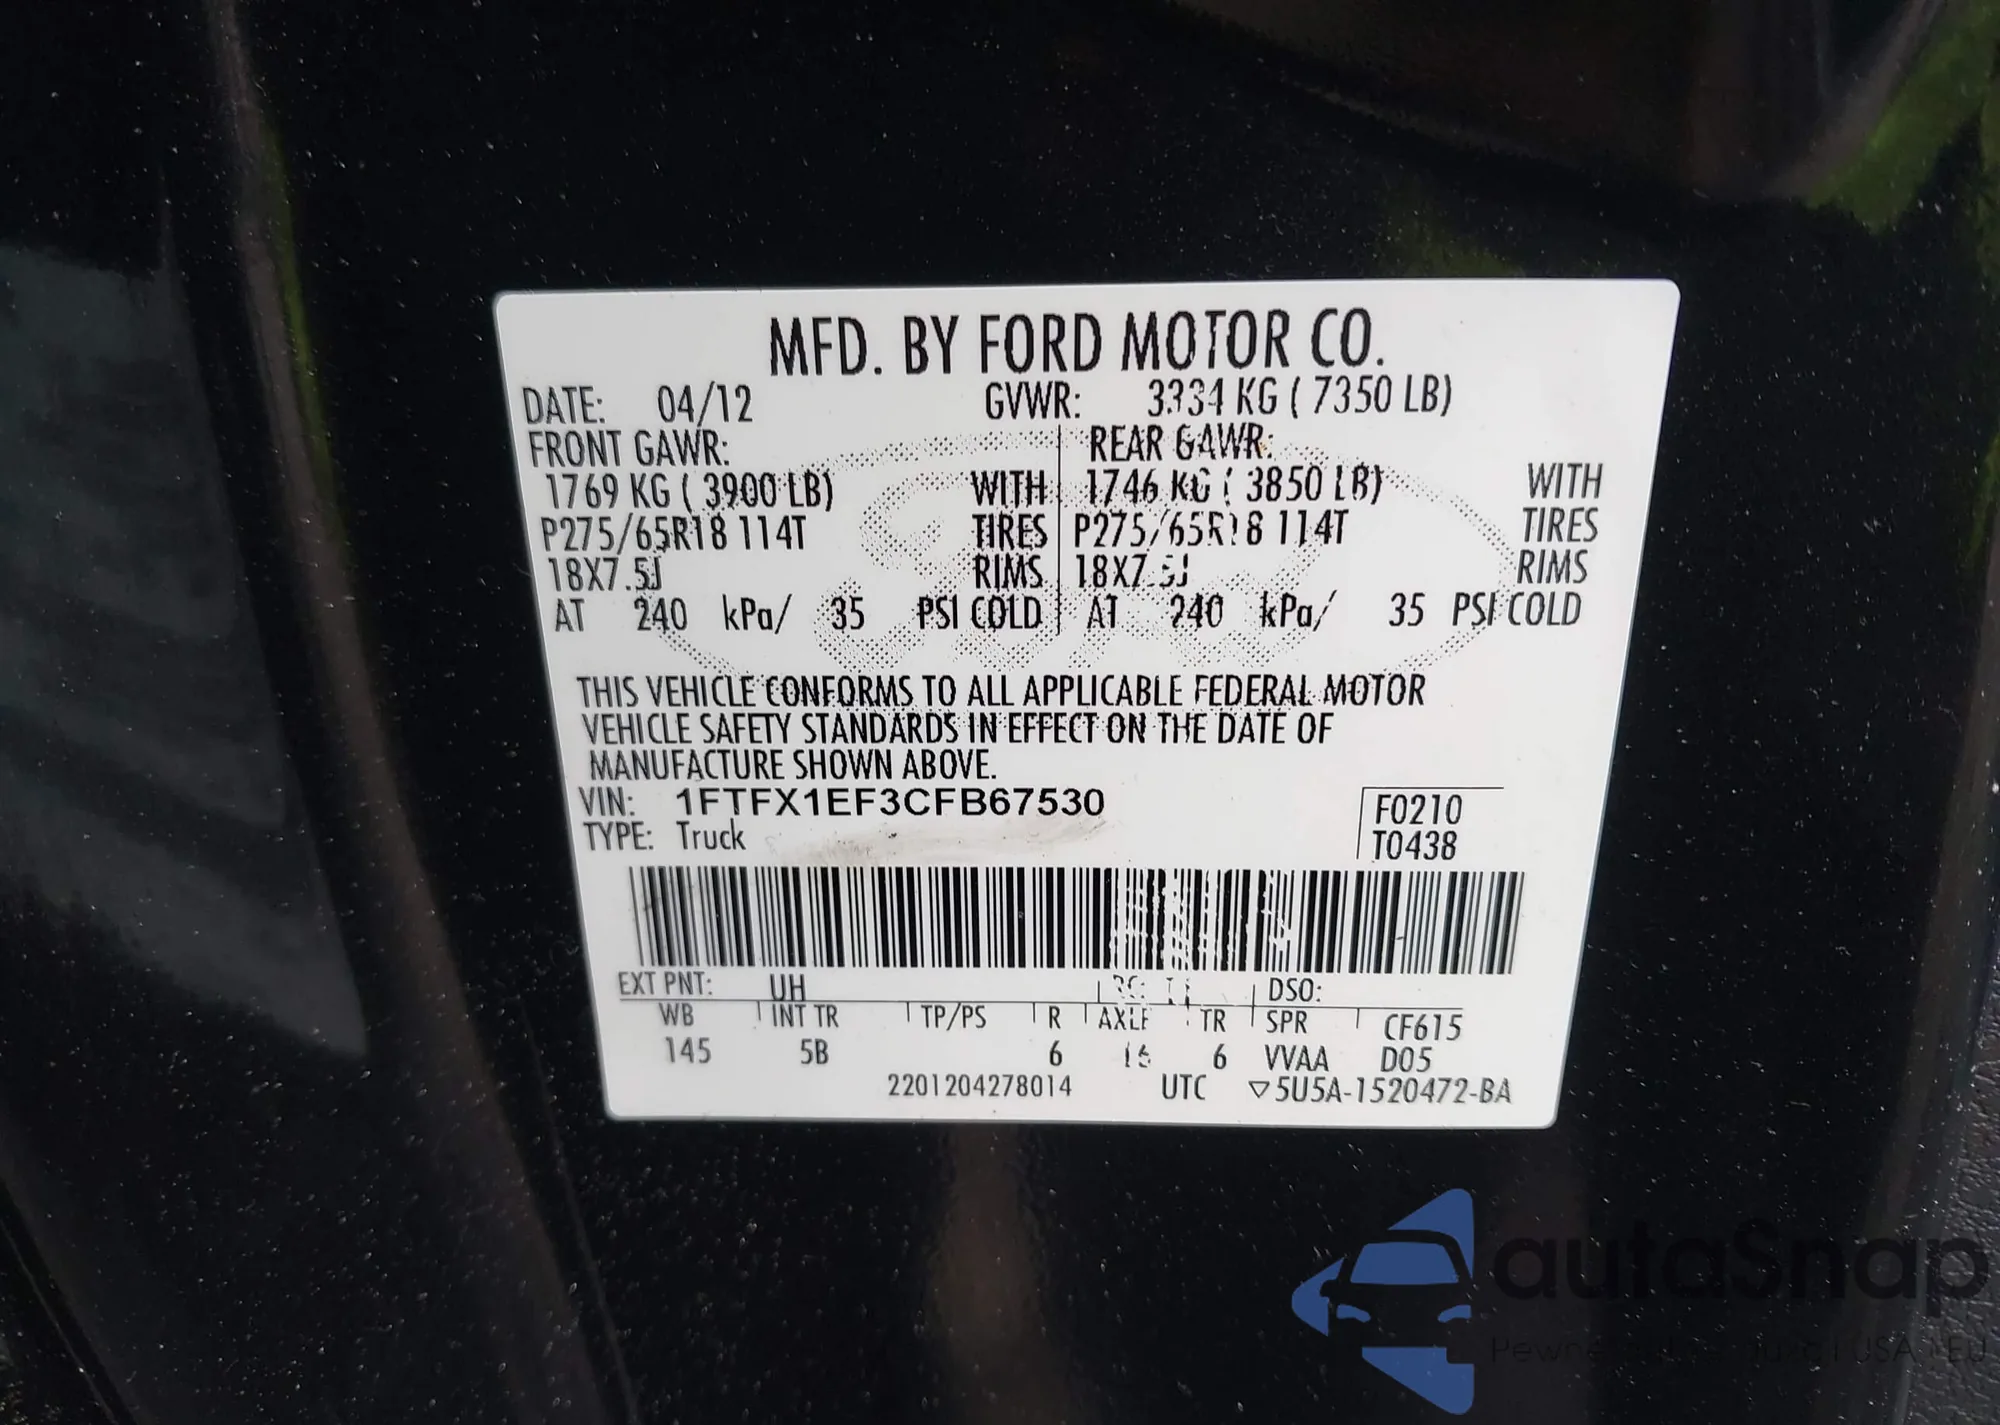 MFD. BY FORD MOTOR CO.
DATE: 04/12 GVWR: 3334 KG ( 7350 LB)
FRONT GAWR: REAR GAWR:
1769 KG ( 3900 LB) WITH 1746 KG ( 3850 LB) WITH
P275/65R18 114T TIRES P275/65R18 114T TIRES
18X7.5J RIMS 18X7.5J RIMS
AT 240 kPa/ 35 PSI COLD AT 240 kPa/ 35 PSI COLD
THIS VEHICLE CONFORMS TO ALL APPLICABLE FEDERAL MOTOR
VEHICLE SAFETY STANDARDS IN EFFECT ON THE DATE OF
MANUFACTURE SHOWN ABOVE.
VIN: 1FTFX1EF3CFB67530
F0210
TYPE: Truck
T0438
EXT PNT: UH DSO:
WB INT TR TP/PS R AXLE TR SPR CF615
145 5B 6 6 VVAA D05
2201204278014 UTC ▽5U5A-1520472-BA
autaSnap
USA
EU